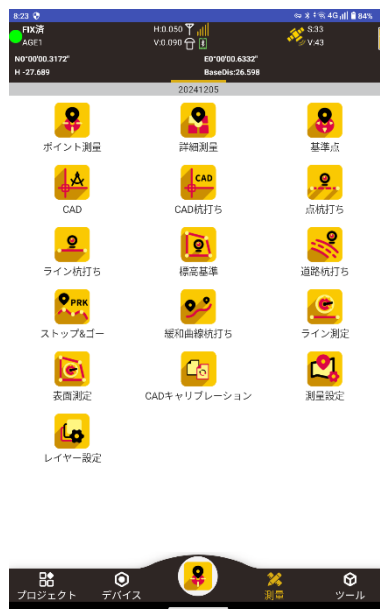 8:23 4G 84%
FIX済 H:0.050 S:33
AGE1 V:0.090 V:43
N0°00'00.3172" E0°00'00.6332"
H -27.689 BaseDis:26.598
20241205
ポイント測量 詳細測量 基準点
CAD
CAD CAD杭打ち 点杭打ち
ライン杭打ち 標高基準 道路杭打ち
PRK
ストップ&ゴー 緩和曲線杭打ち ライン測定
表面測定 CADキャリブレーション 測量設定
レイヤー設定
プロジェクト デバイス 測量 ツール